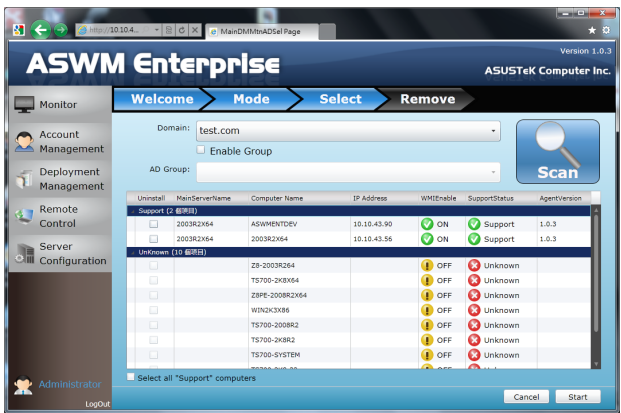 http://10.10.4...
MainDMMtnADSel Page
Version 1.0.3
ASWM Enterprise
ASUSTeK Computer Inc.
Monitor
Account Management
Deployment Management
Remote Control
Server Configuration
Administrator
LogOut
Welcome Mode Select Remove
Domain: test.com
Enable Group
AD Group:
Scan
Uninstall MainServerName Computer Name IP Address WMIEnable SupportStatus AgentVersion
Support (2 個項目)
2003R2X64 ASWMENTDEV 10.10.43.90 ON Support 1.0.3
2003R2X64 2003R2X64 10.10.43.56 ON Support 1.0.3
UnKnown (10 個項目)
Z8-2003R264 OFF Unknown
TS700-2K8X64 OFF Unknown
Z8PE-2008R2X64 OFF Unknown
WIN2K3X86 OFF Unknown
TS700-2008R2 OFF Unknown
TS700-2K8R2 OFF Unknown
TS700-SYSTEM OFF Unknown
Select all "Support" computers
Cancel Start